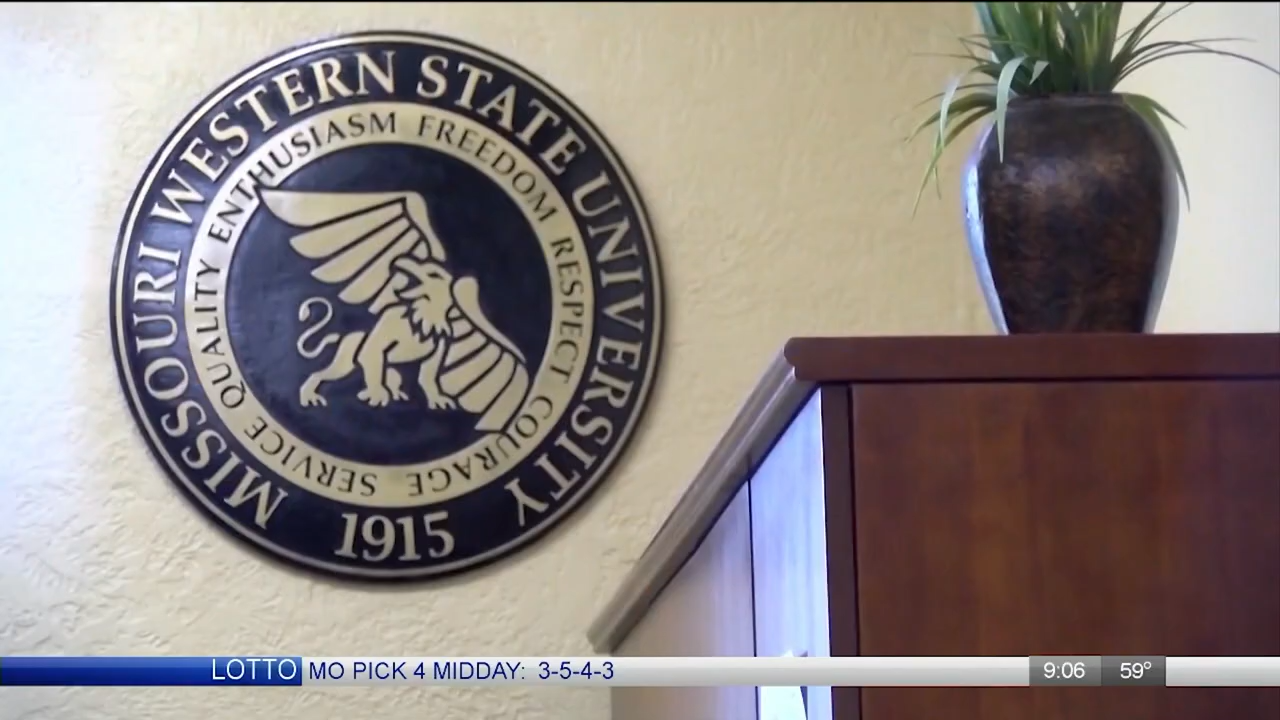 MISSOURI WESTERN STATE UNIVERSITY
1915
SERVICE QUALITY ENTHUSIASM FREEDOM RESPECT COURAGE
LOTTO MO PICK 4 MIDDAY: 3-5-4-3 9:06 59°